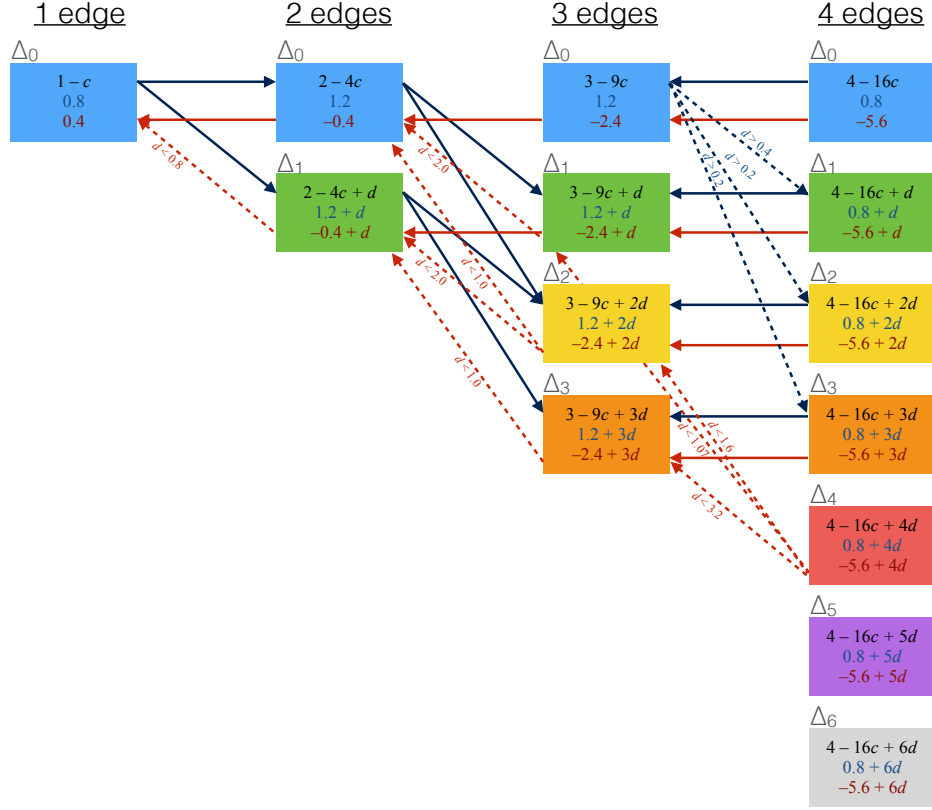 1 edge
2 edges
3 edges
4 edges
Δ0
1 – c
0.8
0.4
Δ0
2 – 4c
1.2
–0.4
Δ0
3 – 9c
1.2
–2.4
Δ0
4 – 16c
0.8
–5.6
d < 0.8
d < 2.0
d > 0.4
d > 0.2
d > 0.2
Δ1
2 – 4c + d
1.2 + d
–0.4 + d
Δ1
3 – 9c + d
1.2 + d
–2.4 + d
Δ1
4 – 16c + d
0.8 + d
–5.6 + d
d < 2.0
d < 1.0
Δ2
3 – 9c + 2d
1.2 + 2d
–2.4 + 2d
Δ2
4 – 16c + 2d
0.8 + 2d
–5.6 + 2d
d < 1.0
Δ3
3 – 9c + 3d
1.2 + 3d
–2.4 + 3d
d < 1.6
d < 1.07
Δ3
4 – 16c + 3d
0.8 + 3d
–5.6 + 3d
d < 3.2
Δ4
4 – 16c + 4d
0.8 + 4d
–5.6 + 4d
Δ5
4 – 16c + 5d
0.8 + 5d
–5.6 + 5d
Δ6
4 – 16c + 6d
0.8 + 6d
–5.6 + 6d